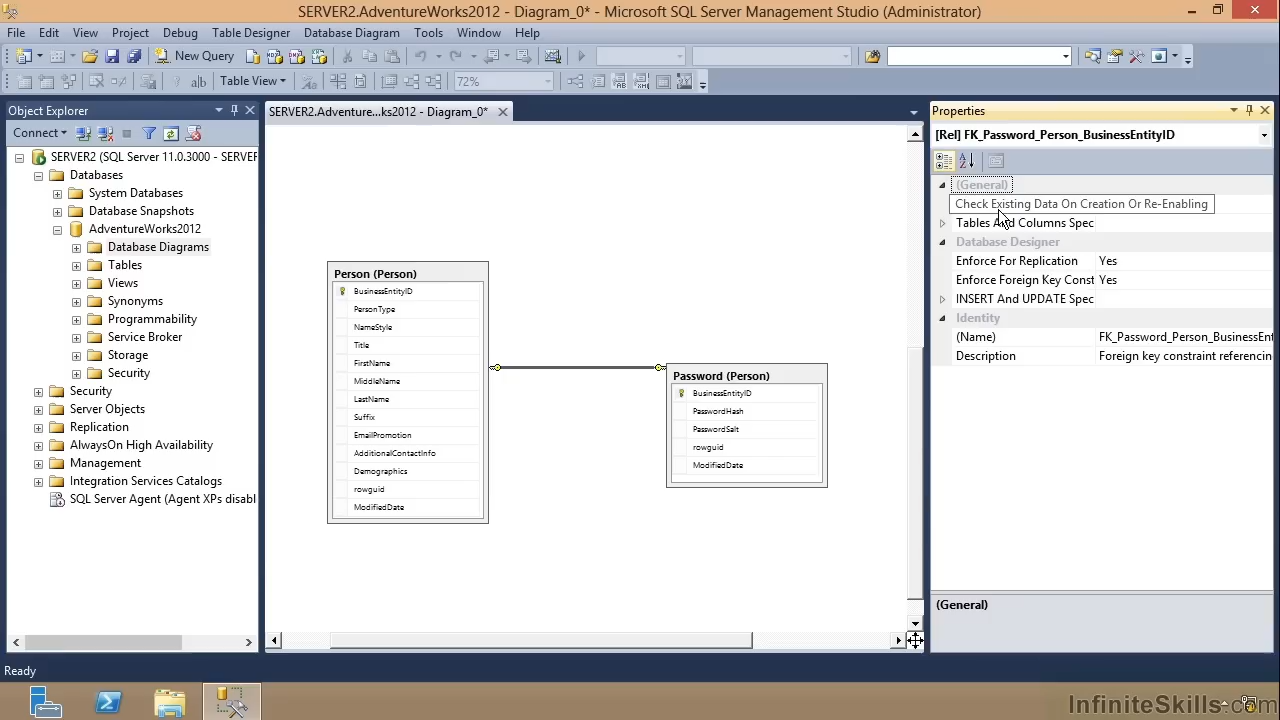 SERVER2.AdventureWorks2012 - Diagram_0* - Microsoft SQL Server Management Studio (Administrator)
File Edit View Project Debug Table Designer Database Diagram Tools Window Help
New Query
Table View 72%
Object Explorer
SERVER2.Adventure...ks2012 - Diagram_0*
Properties
Connect
[Rel] FK_Password_Person_BusinessEntityID
SERVER2 (SQL Server 11.0.3000 - SERVER
Databases
System Databases
Database Snapshots
AdventureWorks2012
Database Diagrams
Tables
Views
Synonyms
Programmability
Service Broker
Storage
Security
Security
Server Objects
Replication
AlwaysOn High Availability
Management
Integration Services Catalogs
SQL Server Agent (Agent XPs disabl
Person (Person)
BusinessEntityID
PersonType
NameStyle
Title
FirstName
MiddleName
LastName
Suffix
EmailPromotion
AdditionalContactInfo
Demographics
rowguid
ModifiedDate
Password (Person)
BusinessEntityID
PasswordHash
PasswordSalt
rowguid
ModifiedDate
(General)
Check Existing Data On Creation Or Re-Enabling
Tables And Columns Spec
Database Designer
Enforce For Replication Yes
Enforce Foreign Key Const Yes
INSERT And UPDATE Spec
Identity
(Name) FK_Password_Person_BusinessEnt
Description Foreign key constraint referencin
(General)
Ready
InfiniteSkills.com